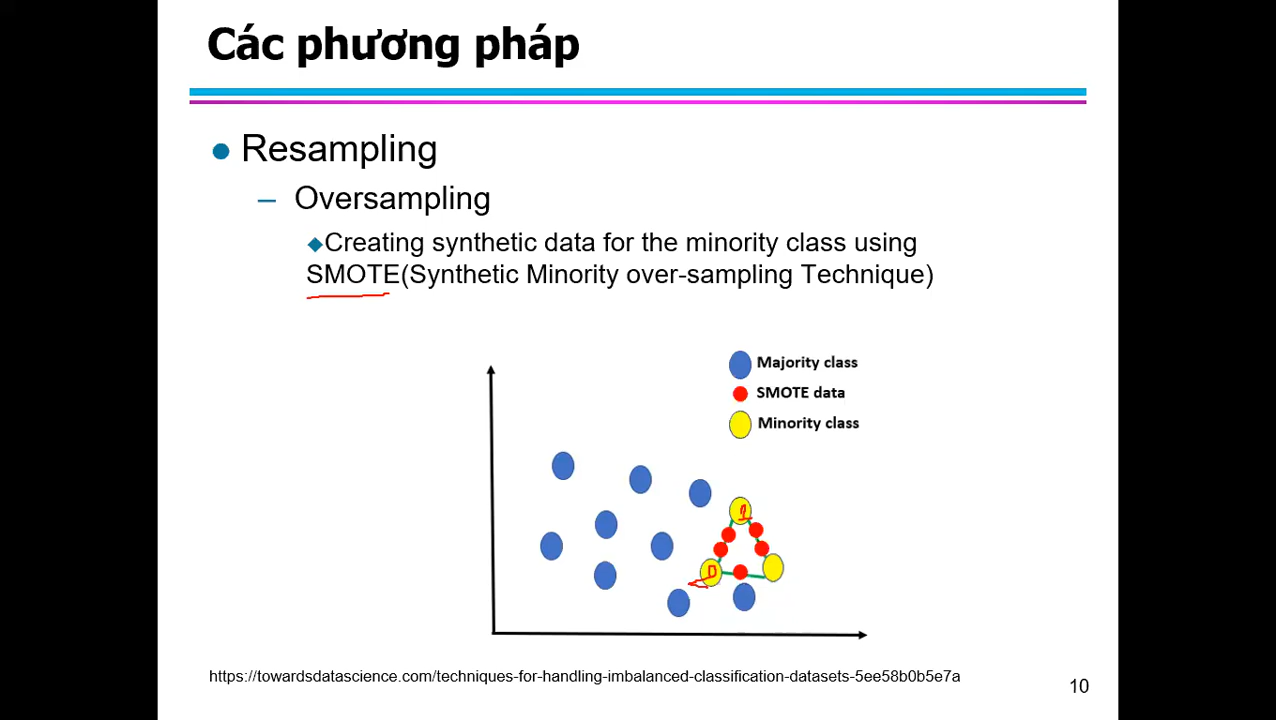 Các phương pháp
Resampling
– Oversampling
Creating synthetic data for the minority class using
SMOTE(Synthetic Minority over-sampling Technique)
Majority class
SMOTE data
Minority class
https://towardsdatascience.com/techniques-for-handling-imbalanced-classification-datasets-5ee58b0b5e7a
10